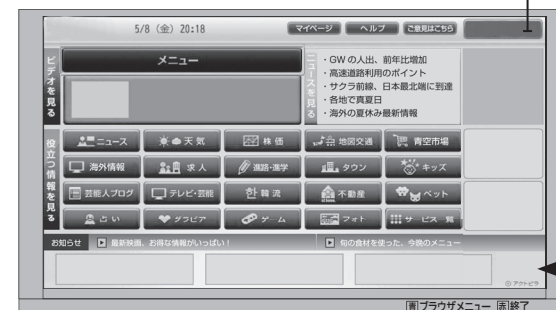 5/8（金）20:18
マイページ ヘルプ ご意見はこちら
ビデオを見る
メニュー
ニュースを見る
・GWの人出、前年比増加
・高速道路利用のポイント
・サクラ前線、日本最北端に到達
・各地で真夏日
・海外の夏休み最新情報
役立つ情報を見る
ニュース 天気 株価 地図交通 青空市場
海外情報 求人 進路・進学 タウン キッズ
芸能人ブログ テレビ・芸能 韓流 不動産 ペット
占い グラビア ゲーム フォト サービス一覧
お知らせ 最新映画、お得な情報がいっぱい！ 旬の食材を使った、今晩のメニュー
© アクトビラ
青 ブラウザメニュー 赤 終了